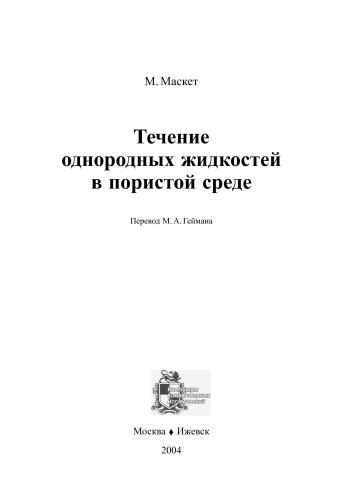 М. Маскет
Течение
однородных жидкостей
в пористой среде
Перевод М. А. Геймана
Москва ♦ Ижевск
2004